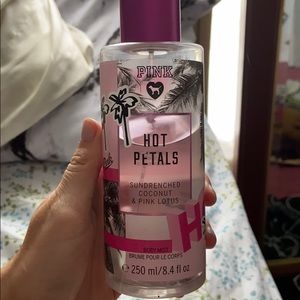 PINK
HOT
PETALS
SUNDRENCHED
COCONUT
& PINK LOTUS
BODY MIST
BRUME POUR LE CORPS
e 250 ml/8.4 fl oz